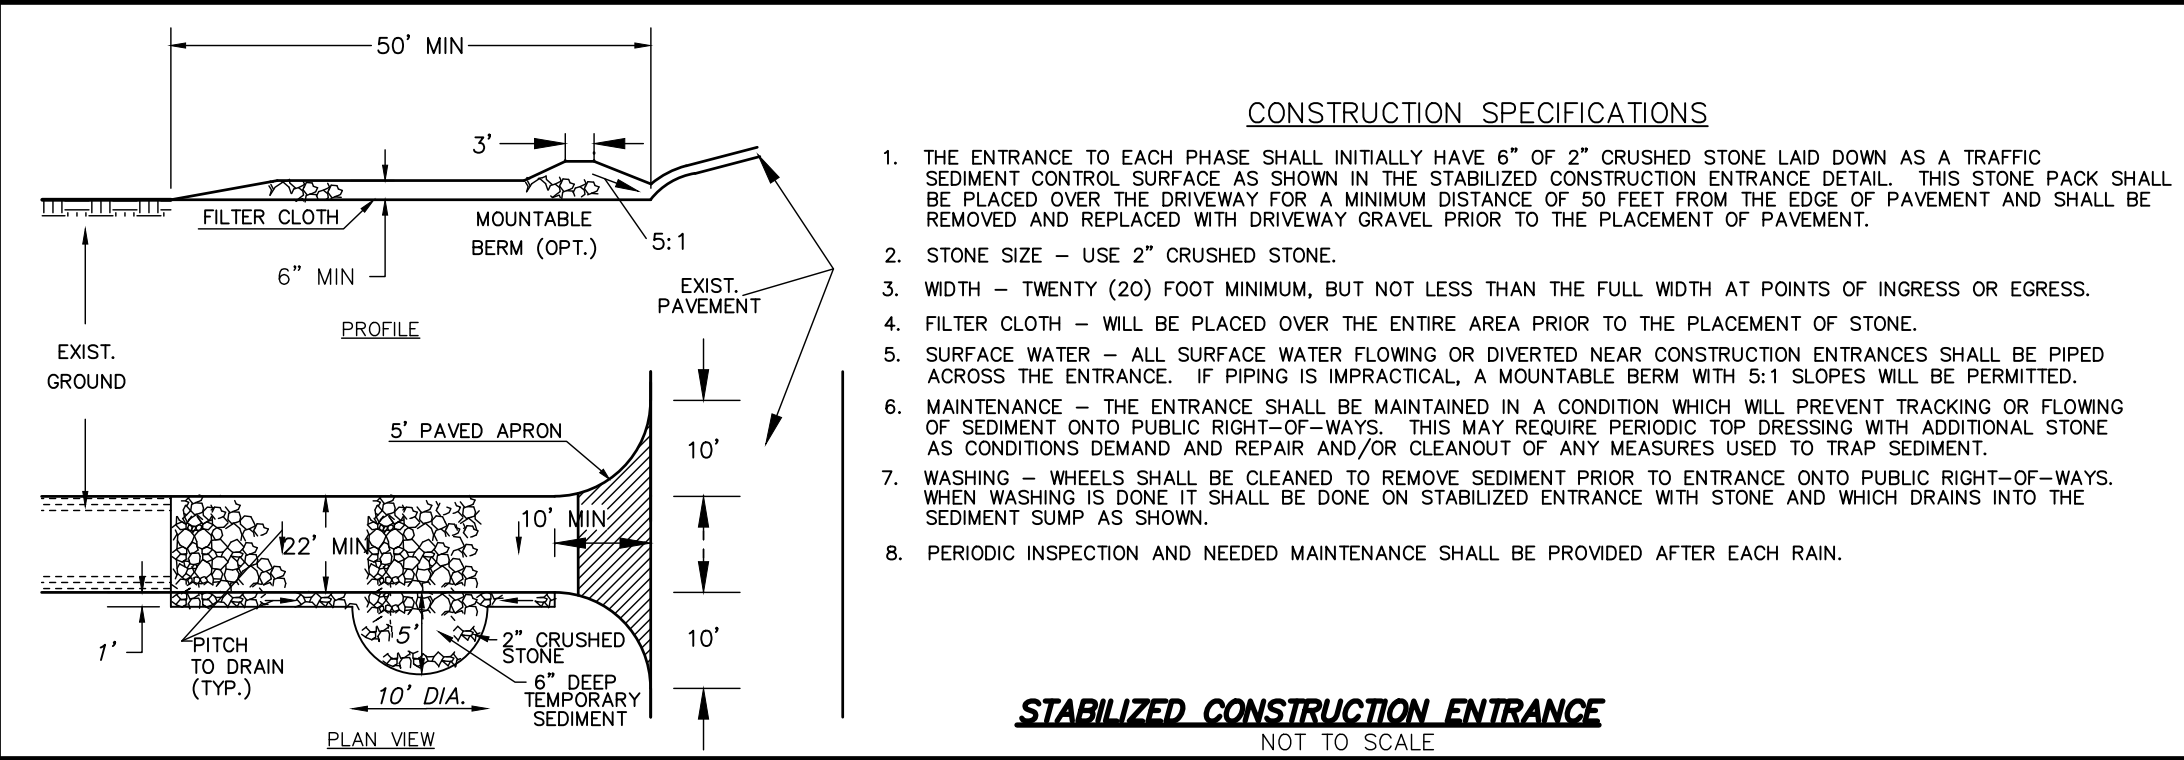 50' MIN
3'
FILTER CLOTH
MOUNTABLE
BERM (OPT.)
5:1
6” MIN
EXIST.
PAVEMENT
PROFILE
EXIST.
GROUND
5' PAVED APRON
10'
10' MIN
22' MIN
1'
PITCH
TO DRAIN
(TYP.)
5'
2” CRUSHED
STONE
10'
6” DEEP
TEMPORARY
SEDIMENT
10' DIA.
PLAN VIEW
CONSTRUCTION SPECIFICATIONS
1. THE ENTRANCE TO EACH PHASE SHALL INITIALLY HAVE 6” OF 2” CRUSHED STONE LAID DOWN AS A TRAFFIC
SEDIMENT CONTROL SURFACE AS SHOWN IN THE STABILIZED CONSTRUCTION ENTRANCE DETAIL. THIS STONE PACK SHALL
BE PLACED OVER THE DRIVEWAY FOR A MINIMUM DISTANCE OF 50 FEET FROM THE EDGE OF PAVEMENT AND SHALL BE
REMOVED AND REPLACED WITH DRIVEWAY GRAVEL PRIOR TO THE PLACEMENT OF PAVEMENT.
2. STONE SIZE – USE 2” CRUSHED STONE.
3. WIDTH – TWENTY (20) FOOT MINIMUM, BUT NOT LESS THAN THE FULL WIDTH AT POINTS OF INGRESS OR EGRESS.
4. FILTER CLOTH – WILL BE PLACED OVER THE ENTIRE AREA PRIOR TO THE PLACEMENT OF STONE.
5. SURFACE WATER – ALL SURFACE WATER FLOWING OR DIVERTED NEAR CONSTRUCTION ENTRANCES SHALL BE PIPED
ACROSS THE ENTRANCE. IF PIPING IS IMPRACTICAL, A MOUNTABLE BERM WITH 5:1 SLOPES WILL BE PERMITTED.
6. MAINTENANCE – THE ENTRANCE SHALL BE MAINTAINED IN A CONDITION WHICH WILL PREVENT TRACKING OR FLOWING
OF SEDIMENT ONTO PUBLIC RIGHT–OF–WAYS. THIS MAY REQUIRE PERIODIC TOP DRESSING WITH ADDITIONAL STONE
AS CONDITIONS DEMAND AND REPAIR AND/OR CLEANOUT OF ANY MEASURES USED TO TRAP SEDIMENT.
7. WASHING – WHEELS SHALL BE CLEANED TO REMOVE SEDIMENT PRIOR TO ENTRANCE ONTO PUBLIC RIGHT–OF–WAYS.
WHEN WASHING IS DONE IT SHALL BE DONE ON STABILIZED ENTRANCE WITH STONE AND WHICH DRAINS INTO THE
SEDIMENT SUMP AS SHOWN.
8. PERIODIC INSPECTION AND NEEDED MAINTENANCE SHALL BE PROVIDED AFTER EACH RAIN.
STABILIZED CONSTRUCTION ENTRANCE
NOT TO SCALE